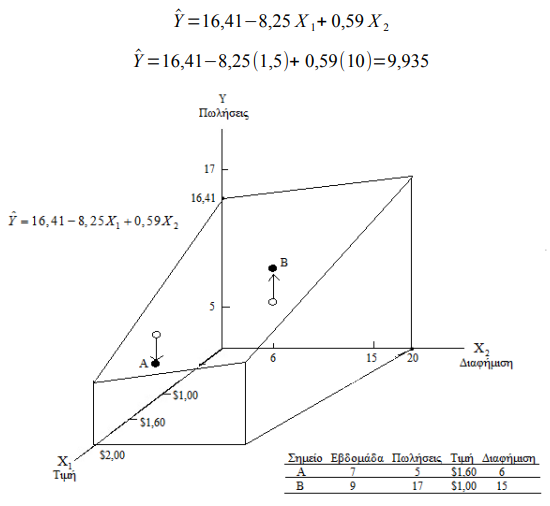 Ŷ=16,41−8,25 X₁+ 0,59 X₂
Ŷ=16,41−8,25(1,5)+ 0,59(10)=9,935
Y
Πωλήσεις
17
16,41
Ŷ = 16,41−8,25X₁+0,59X₂
B
5
A
6
15
20
X₂
Διαφήμιση
$1,00
$1,60
$2,00
X₁
Τιμή
Σημείο Εβδομάδα Πωλήσεις Τιμή Διαφήμιση
A 7 5 $1,60 6
B 9 17 $1,00 15